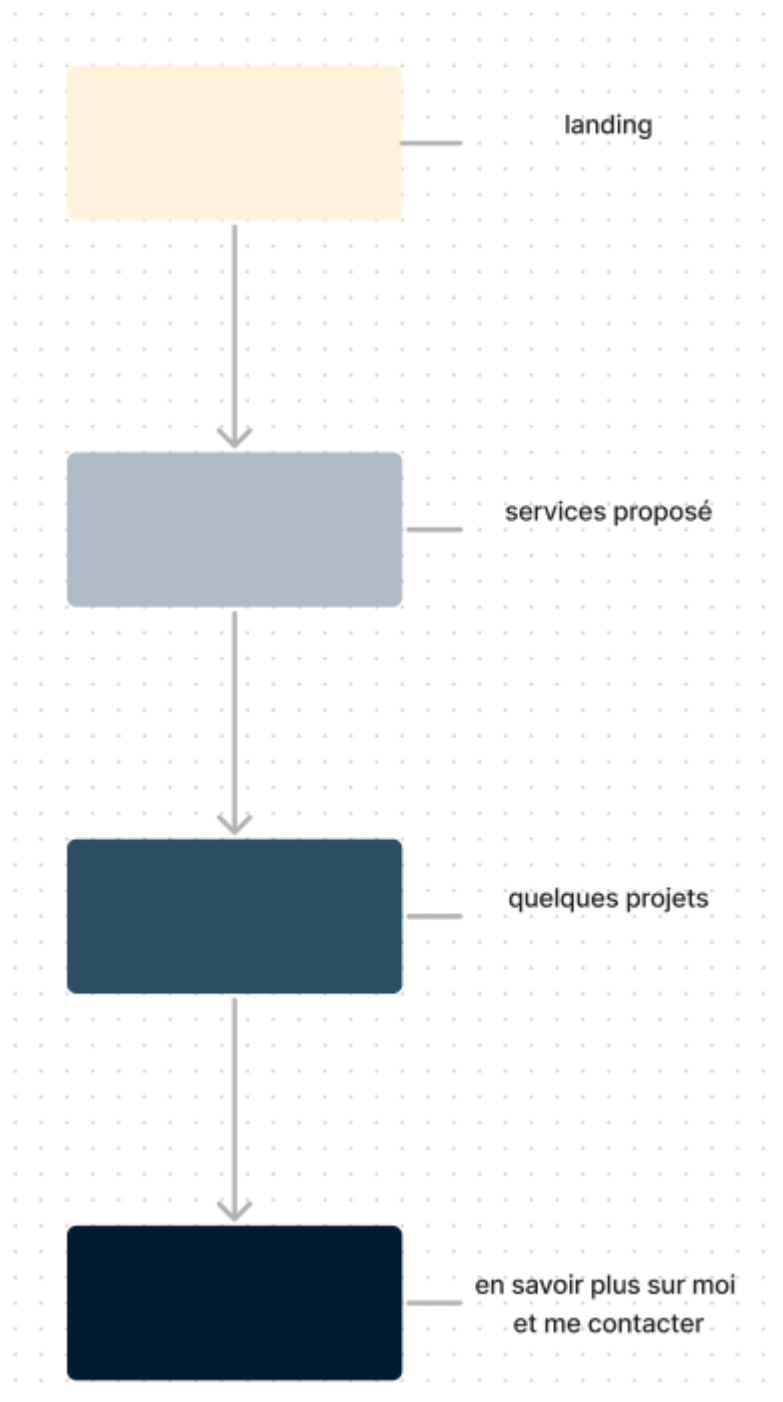 landing
services proposé
quelques projets
en savoir plus sur moi
et me contacter